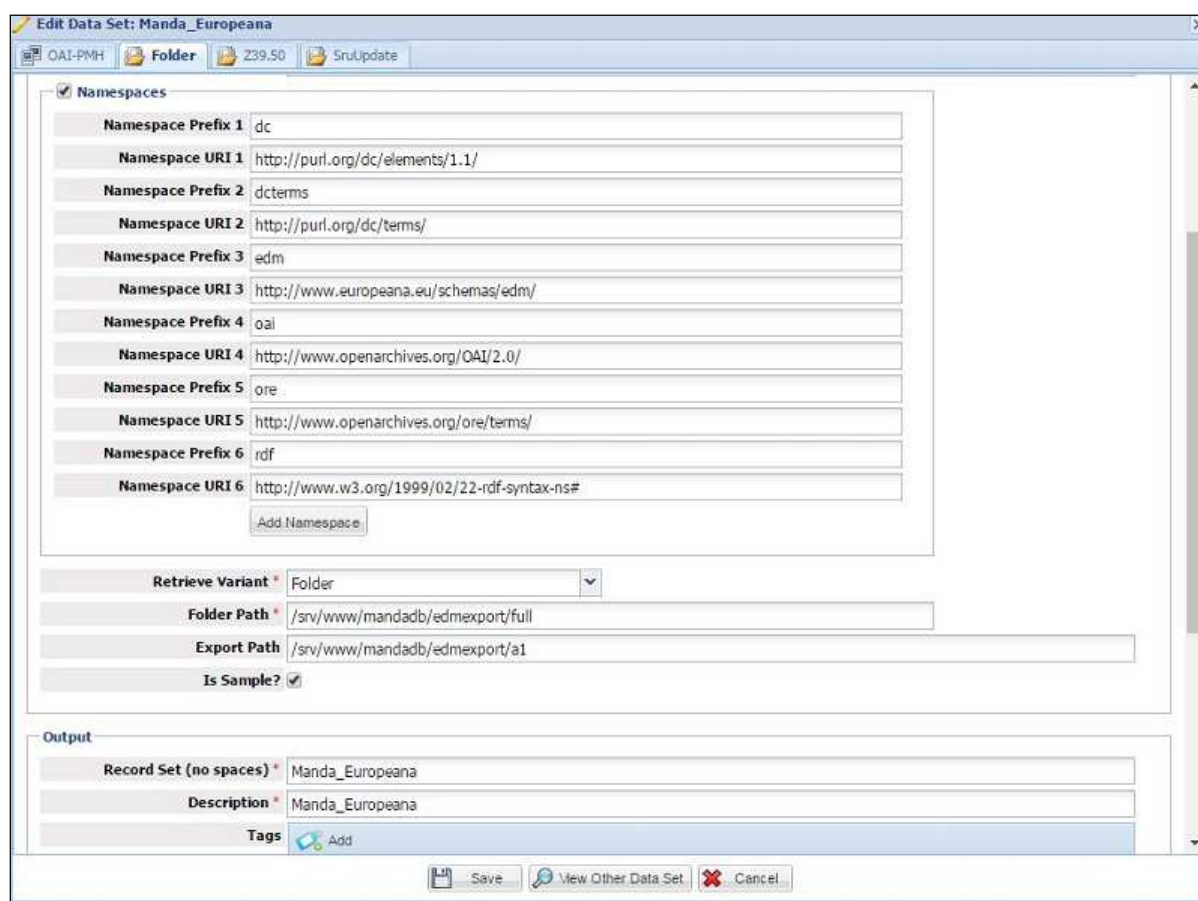 Edit Data Set: Manda_Europeana
OAI-PMH Folder Z39.50 SruUpdate
Namespaces
Namespace Prefix 1 dc
Namespace URI 1 http://purl.org/dc/elements/1.1/
Namespace Prefix 2 dcterms
Namespace URI 2 http://purl.org/dc/terms/
Namespace Prefix 3 edm
Namespace URI 3 http://www.europeana.eu/schemas/edm/
Namespace Prefix 4 oai
Namespace URI 4 http://www.openarchives.org/OAI/2.0/
Namespace Prefix 5 ore
Namespace URI 5 http://www.openarchives.org/ore/terms/
Namespace Prefix 6 rdf
Namespace URI 6 http://www.w3.org/1999/02/22-rdf-syntax-ns#
Add Namespace
Retrieve Variant * Folder
Folder Path * /srv/www/mandadb/edmexport/full
Export Path /srv/www/mandadb/edmexport/a1
Is Sample?
Output
Record Set (no spaces) * Manda_Europeana
Description * Manda_Europeana
Tags Add
Save View Other Data Set Cancel